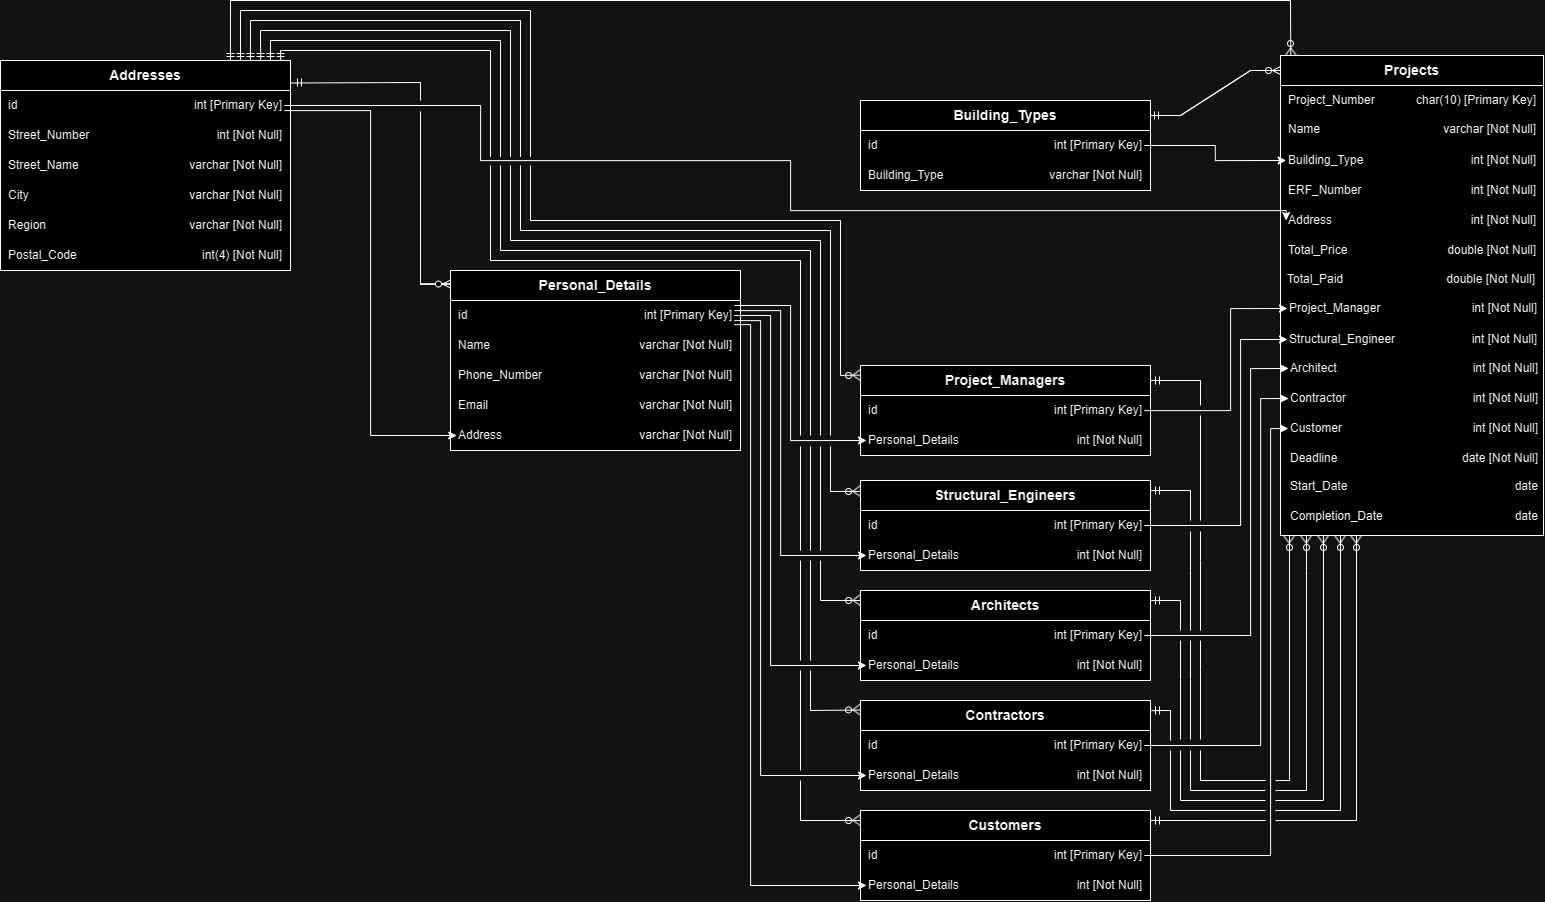 Addresses
id int [Primary Key]
Street_Number int [Not Null]
Street_Name varchar [Not Null]
City varchar [Not Null]
Region varchar [Not Null]
Postal_Code int(4) [Not Null]
Personal_Details
id int [Primary Key]
Name varchar [Not Null]
Phone_Number varchar [Not Null]
Email varchar [Not Null]
Address varchar [Not Null]
Building_Types
id int [Primary Key]
Building_Type varchar [Not Null]
Project_Managers
id int [Primary Key]
Personal_Details int [Not Null]
Structural_Engineers
id int [Primary Key]
Personal_Details int [Not Null]
Architects
id int [Primary Key]
Personal_Details int [Not Null]
Contractors
id int [Primary Key]
Personal_Details int [Not Null]
Customers
id int [Primary Key]
Personal_Details int [Not Null]
Projects
Project_Number char(10) [Primary Key]
Name varchar [Not Null]
Building_Type int [Not Null]
ERF_Number int [Not Null]
Address int [Not Null]
Total_Price double [Not Null]
Total_Paid double [Not Null]
Project_Manager int [Not Null]
Structural_Engineer int [Not Null]
Architect int [Not Null]
Contractor int [Not Null]
Customer int [Not Null]
Deadline date [Not Null]
Start_Date date
Completion_Date date